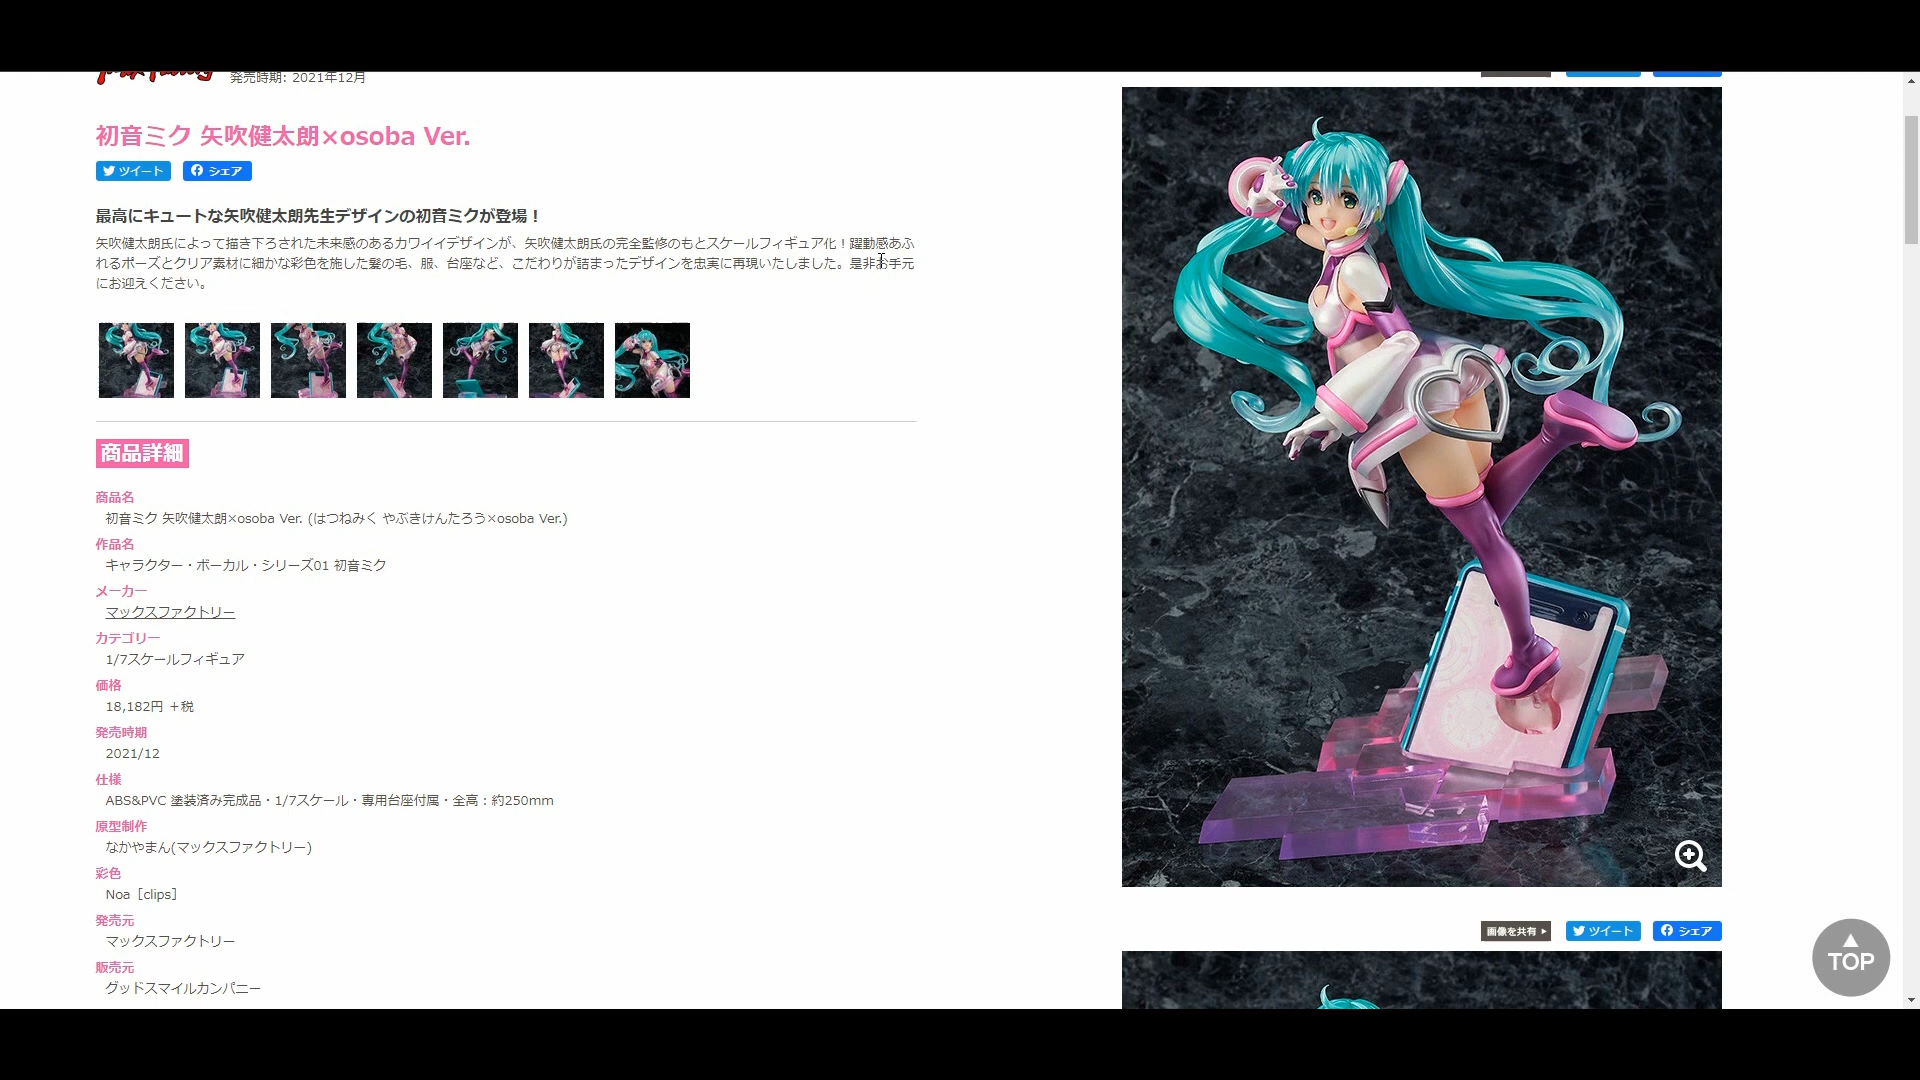 発売時期: 2021年12月
初音ミク 矢吹健太朗×osoba Ver.
ツイート
シェア
最高にキュートな矢吹健太朗先生デザインの初音ミクが登場！
矢吹健太朗氏によって描き下ろされた未来感のあるカワイイデザインが、矢吹健太朗氏の完全監修のもとスケールフィギュア化！躍動感あふ
れるポーズとクリア素材に細かな彩色を施した髪の毛、服、台座など、こだわりが詰まったデザインを忠実に再現いたしました。是非お手元
にお迎えください。
商品詳細
商品名
初音ミク 矢吹健太朗×osoba Ver. (はつねみく やぶきけんたろう×osoba Ver.)
作品名
キャラクター・ボーカル・シリーズ01 初音ミク
メーカー
マックスファクトリー
カテゴリー
1/7スケールフィギュア
価格
18,182円 ＋税
発売時期
2021/12
仕様
ABS&PVC 塗装済み完成品・1/7スケール・専用台座付属・全高：約250mm
原型制作
なかやまん(マックスファクトリー)
彩色
Noa［clips］
発売元
マックスファクトリー
販売元
グッドスマイルカンパニー
画像を共有
ツイート
シェア
TOP